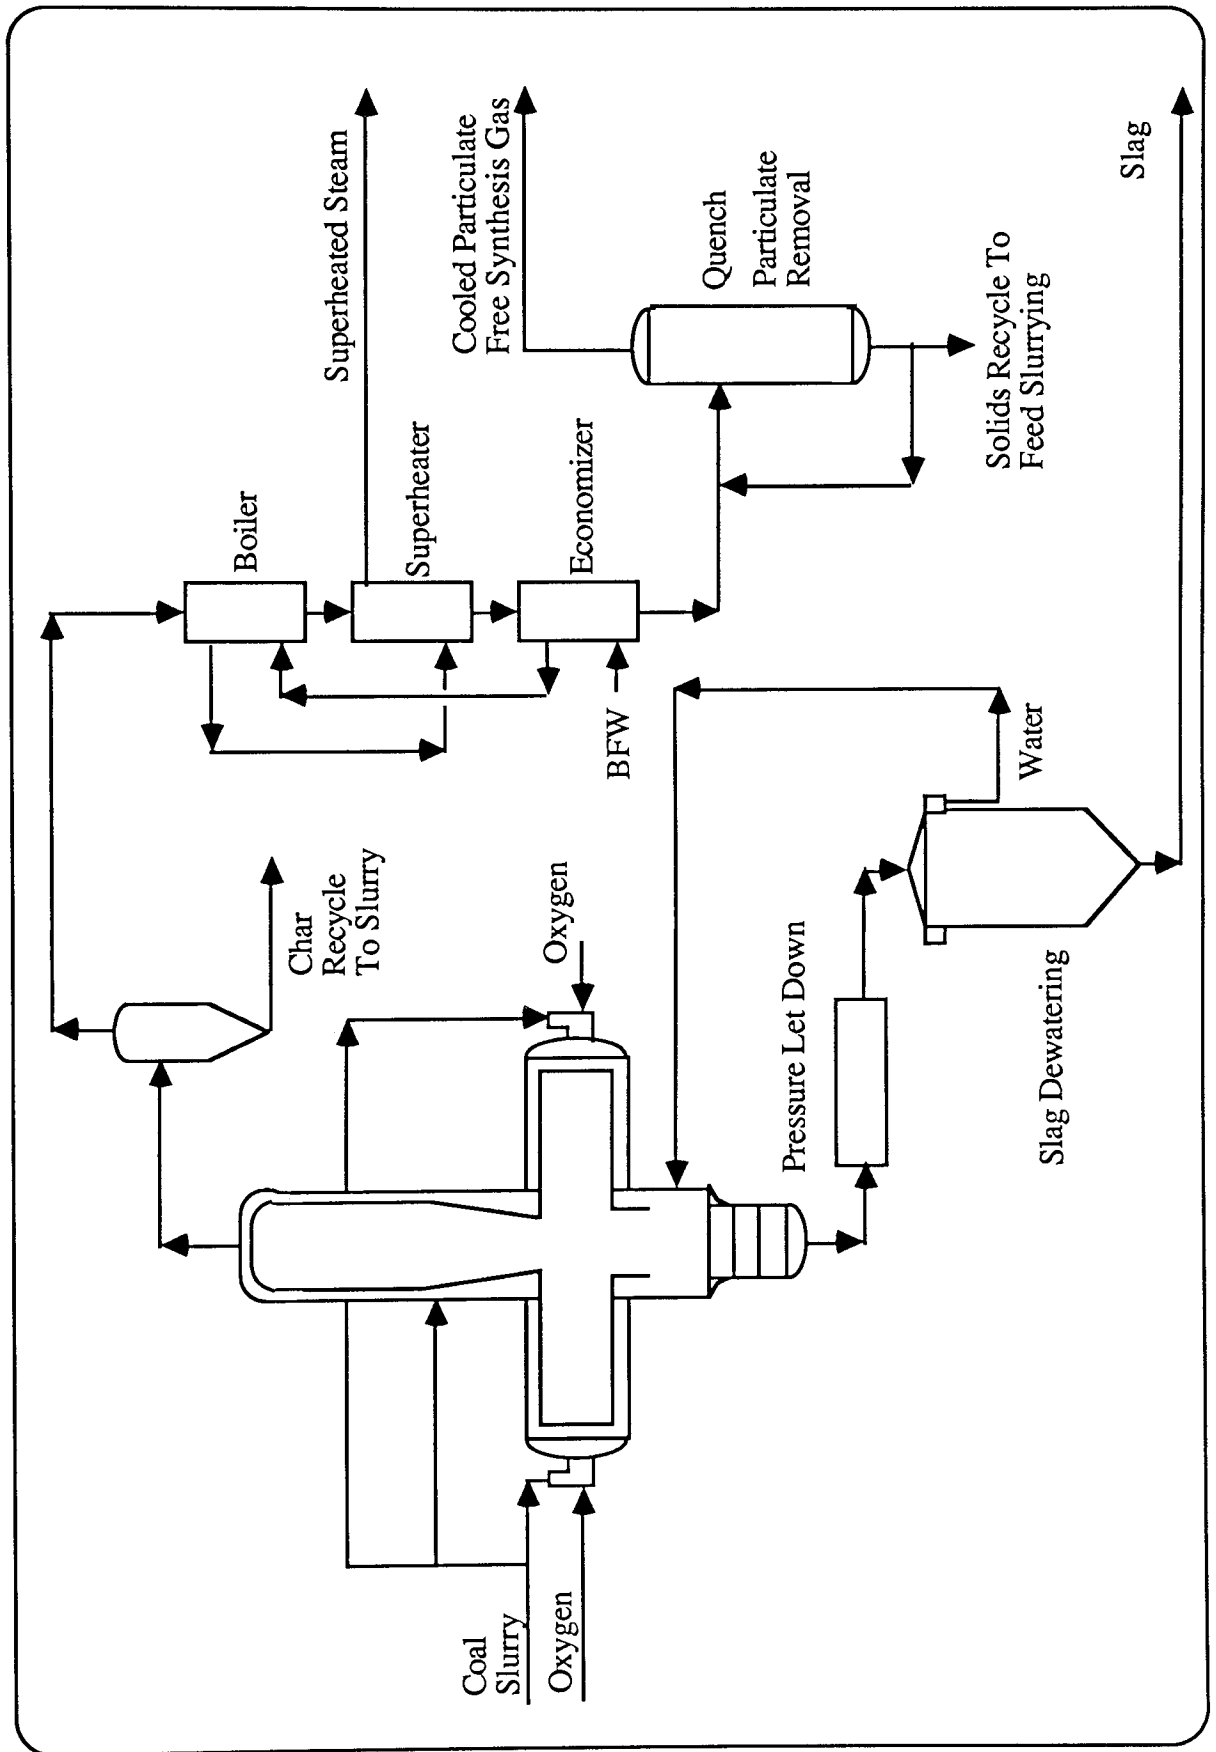 Coal
Slurry
Oxygen
Char
Recycle
To Slurry
Oxygen
Boiler
Superheater
Economizer
BFW
Superheated Steam
Cooled Particulate
Free Synthesis Gas
Quench
Particulate
Removal
Solids Recycle To
Feed Slurrying
Pressure Let Down
Slag Dewatering
Water
Slag